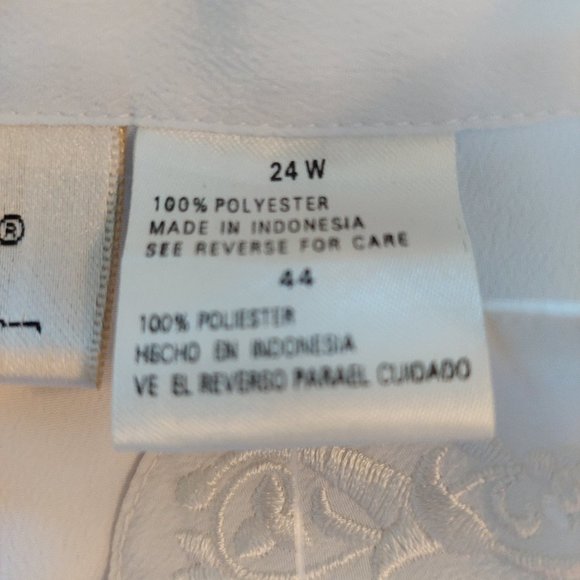 ®
24 W
100% POLYESTER
MADE IN INDONESIA
SEE REVERSE FOR CARE
44
100% POLIESTER
HECHO EN INDONESIA
VE EL REVERSO PARAEL CUIDADO